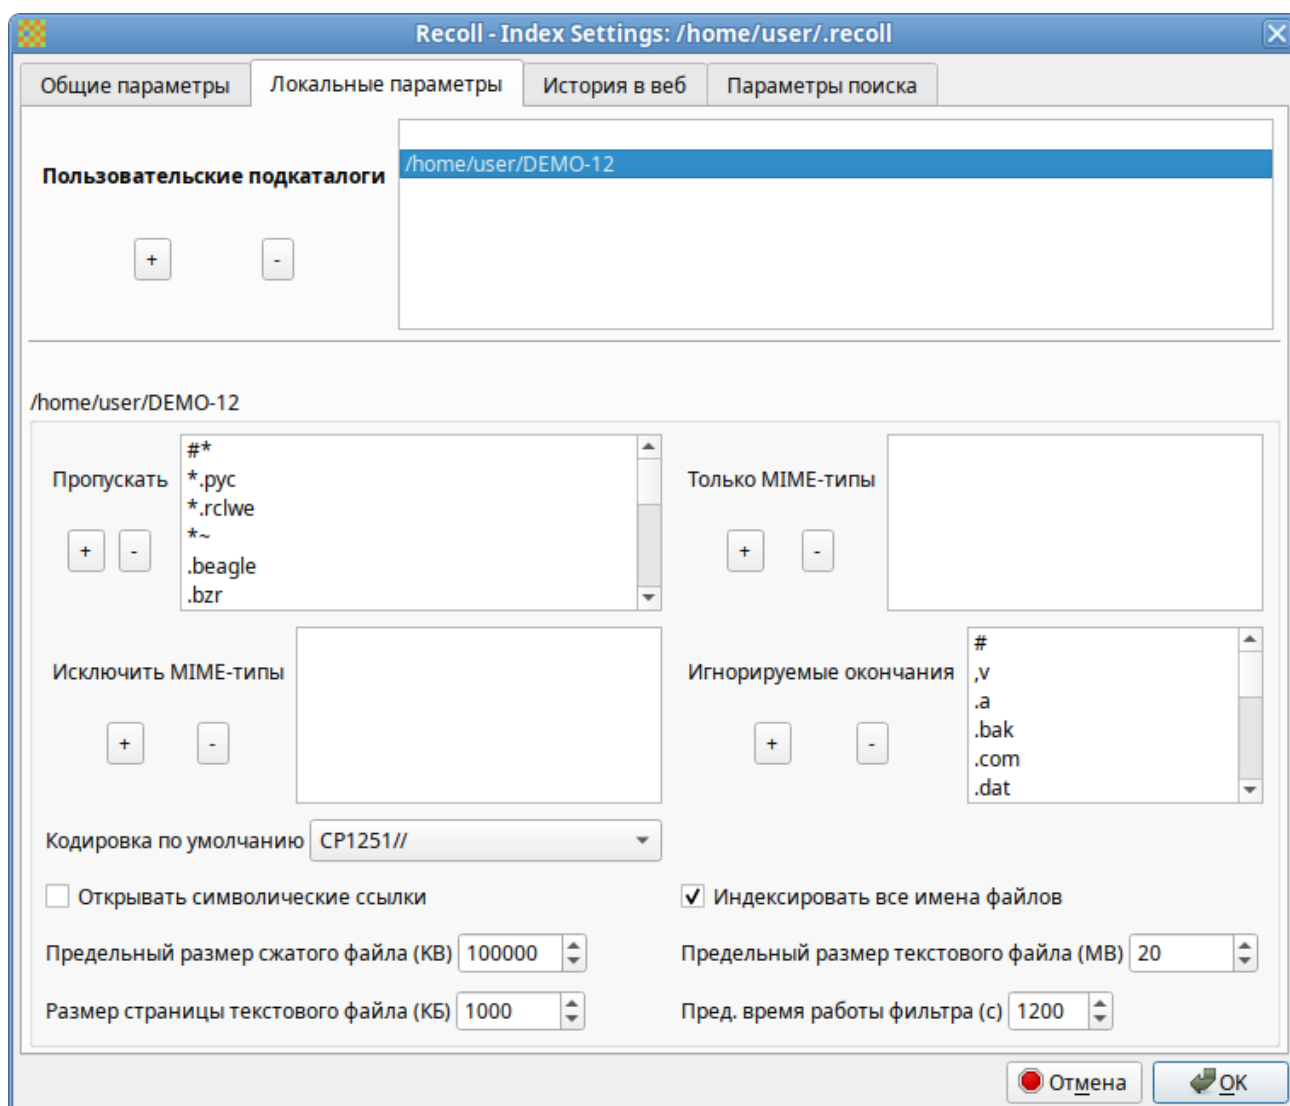 Recoll - Index Settings: /home/user/.recoll
Общие параметры
Локальные параметры
История в веб
Параметры поиска
Пользовательские подкаталоги
+
-
/home/user/DEMO-12
/home/user/DEMO-12
Пропускать
+
-
#*
*.pyc
*.rclwe
*~
.beagle
.bzr
Только MIME-типы
+
-
Исключить MIME-типы
+
-
Игнорируемые окончания
+
-
#
,v
.a
.bak
.com
.dat
Кодировка по умолчанию
CP1251//
Открывать символические ссылки
Индексировать все имена файлов
Предельный размер сжатого файла (KB) 100000
Предельный размер текстового файла (MB) 20
Размер страницы текстового файла (КБ) 1000
Пред. время работы фильтра (с) 1200
Отмена
OK